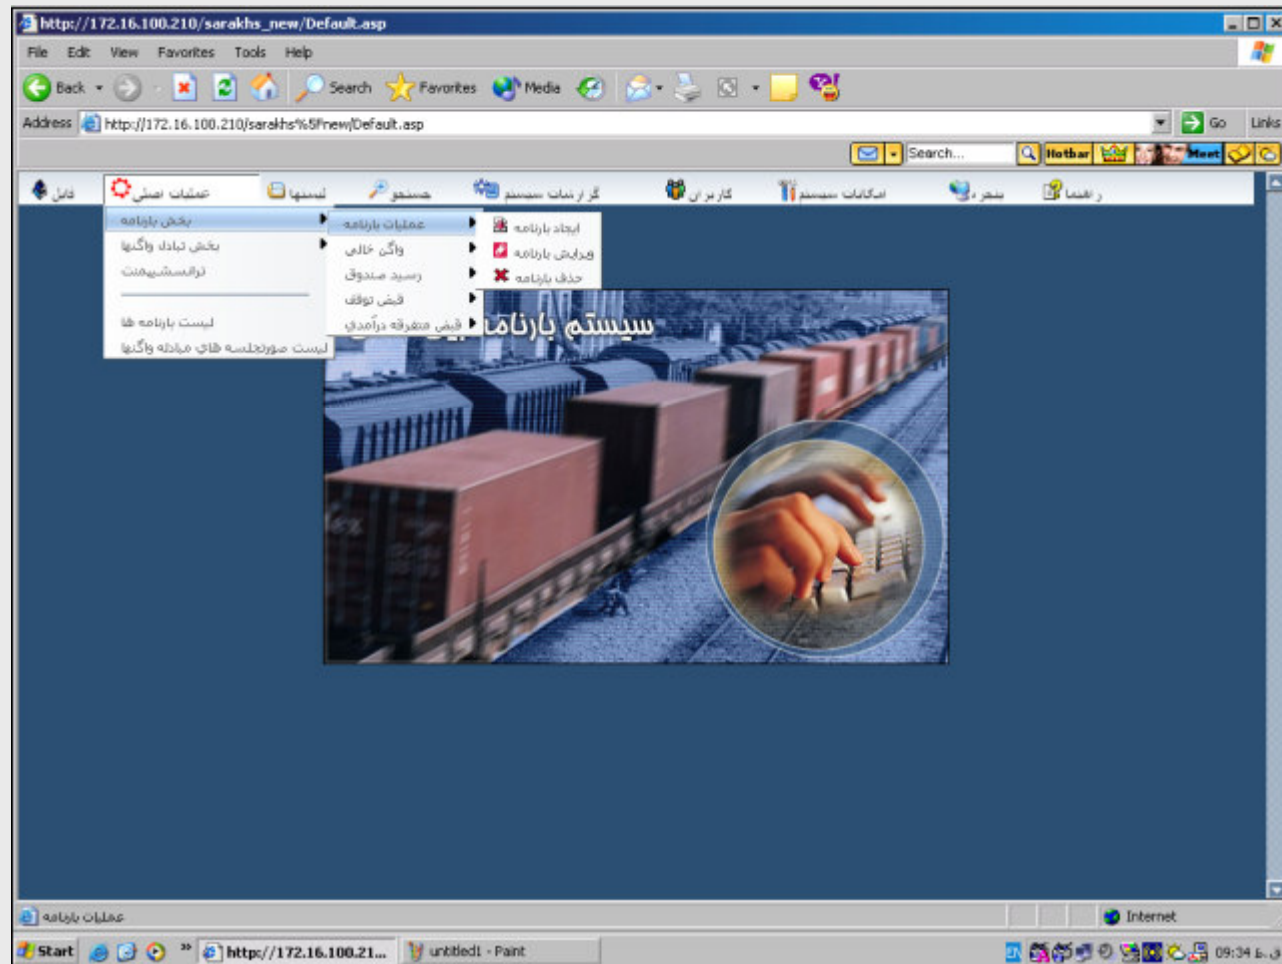 http://172.16.100.210/sarakhs_new/Default.asp
File Edit View Favorites Tools Help
Back Search Favorites Media
Address http://172.16.100.210/sarakhs%5Fnew/Default.asp Go Links
Search... Hotbar Meet
فایل عملیات اصلی لیستها جستجو گزارشات سیستم کاربران امکانات سیستم پنجره راهنما
بخش بارنامه
بخش تبادل واگنها
ترانسشیپمنت
لیست بارنامه ها
لیست صورتجلسه های مبادله واگنها
عملیات بارنامه
واگن خالی
رسید صندوق
قبض توقف
قبض متفرقه درآمدی
ایجاد بارنامه
ویرایش بارنامه
حذف بارنامه
سیستم بارنامه
عملیات بارنامه Internet
Start http://172.16.100.21... untitled1 - Paint EN 09:34 ق.ظ